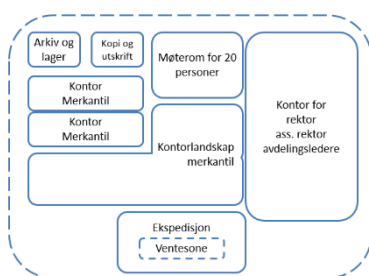 Arkiv og
lager
Kopi og
utskrift
Møterom for 20
personer
Kontor for
rektor
ass. rektor
avdelingsledere
Kontor
Merkantil
Kontor
Merkantil
Kontorlandskap
merkantil
Ekspedisjon
Ventesone